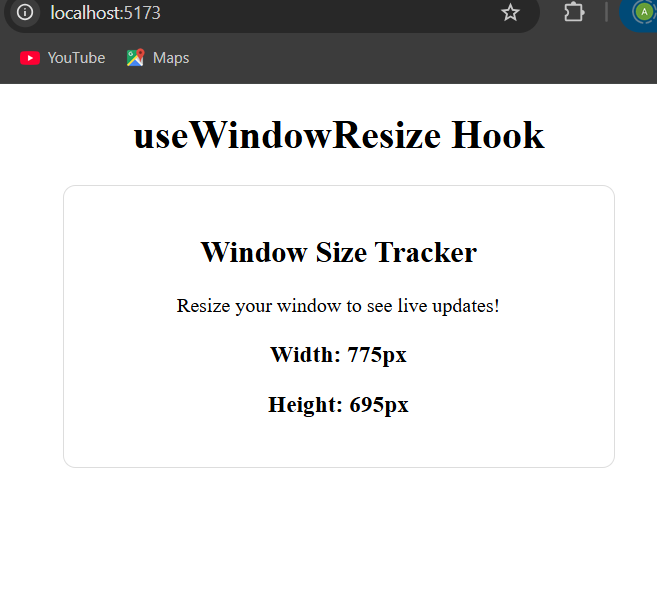 localhost:5173
A
YouTube Maps
useWindowResize Hook
Window Size Tracker
Resize your window to see live updates!
Width: 775px
Height: 695px